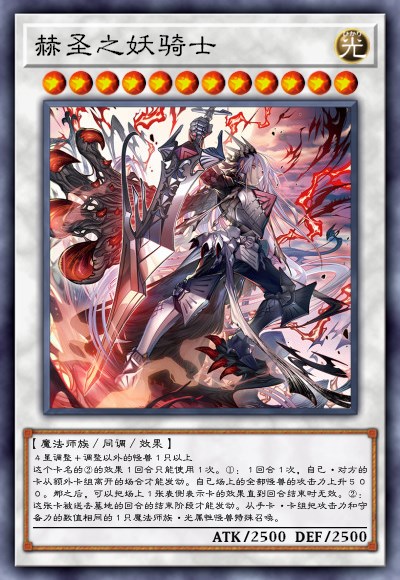 赫圣之妖骑士
ひかり
光
【魔法师族／同调／效果】
4星调整＋调整以外的怪兽1只以上
这个卡名的②的效果1回合只能使用1次。①：1回合1次，自己·对方的
卡从额外卡组离开的场合才能发动。自己场上的全部怪兽的攻击力上升50
0。那之后，可以把场上1张表侧表示卡的效果直到回合结束时无效。②：
这张卡被送去墓地的回合的结束阶段才能发动。从手卡·卡组把攻击力和守
备力的数值相同的1只魔法师族·光属性怪兽特殊召唤。
ATK/2500 DEF/2500